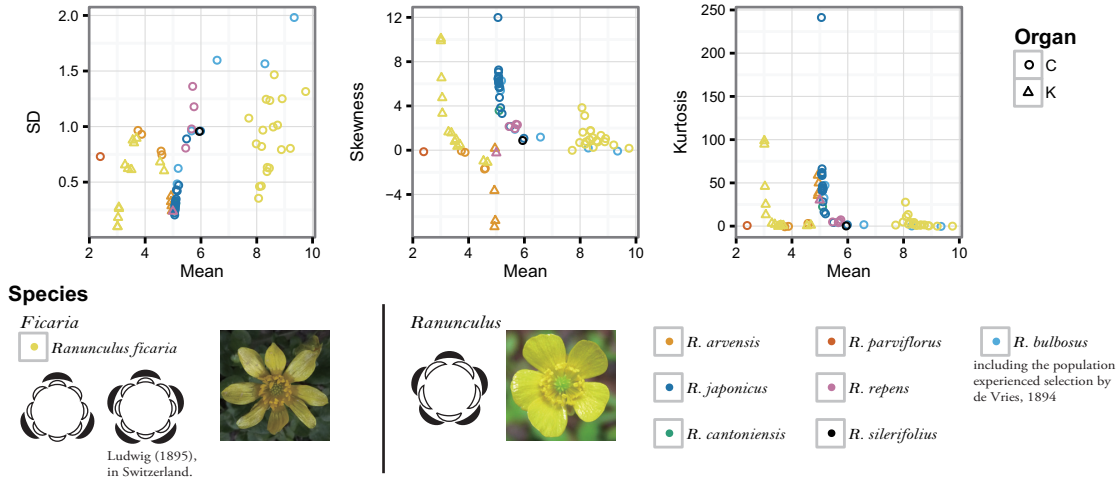 2.0
1.5
1.0
0.5
SD
2 4 6 8 10
Mean
12
8
4
0
−4
Skewness
2 4 6 8 10
Mean
250
200
150
100
50
0
Kurtosis
2 4 6 8 10
Mean
Organ
C
K
Species
Ficaria
Ranunculus ficaria
Ludwig (1895),
in Switzerland.
Ranunculus
R. arvensis
R. parviflorus
R. bulbosus
including the population
experienced selection by
de Vries, 1894
R. japonicus
R. repens
R. cantoniensis
R. silerifolius